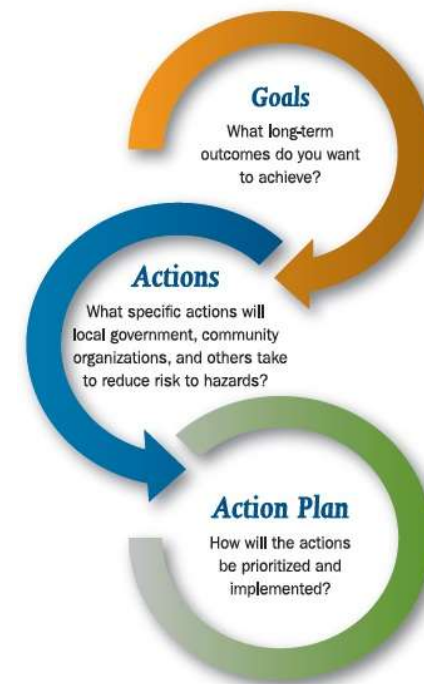 Goals
What long-term
outcomes do you want
to achieve?
Actions
What specific actions will
local government, community
organizations, and others take
to reduce risk to hazards?
Action Plan
How will the actions
be prioritized and
implemented?